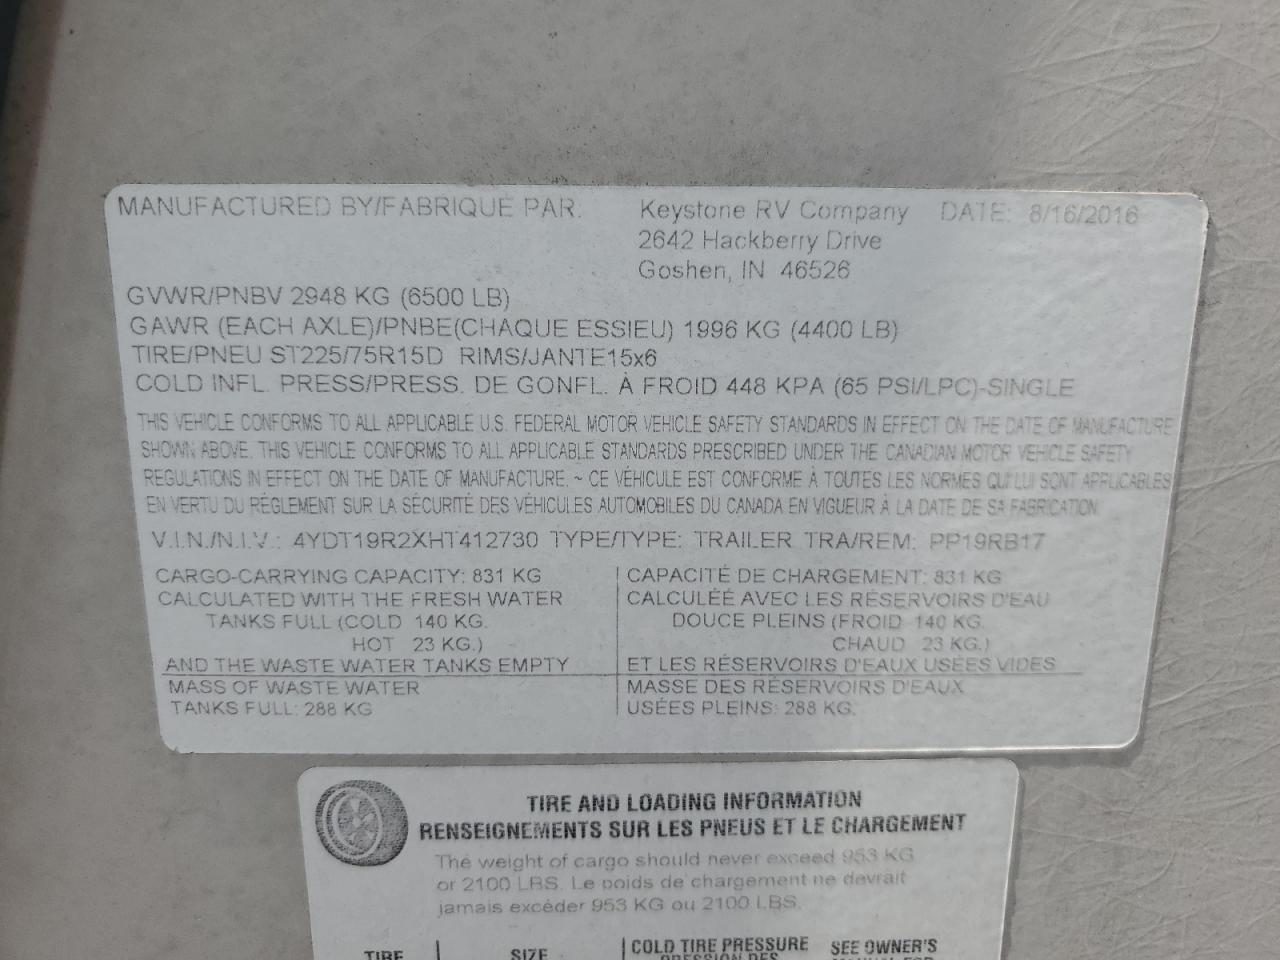 MANUFACTURED BY/FABRIQUE PAR: Keystone RV Company DATE: 8/16/2016
2642 Hackberry Drive
Goshen, IN 46526
GVWR/PNBV 2948 KG (6500 LB)
GAWR (EACH AXLE)/PNBE(CHAQUE ESSIEU) 1996 KG (4400 LB)
TIRE/PNEU ST225/75R15D RIMS/JANTE15x6
COLD INFL. PRESS/PRESS. DE GONFL. À FROID 448 KPA (65 PSI/LPC)-SINGLE
THIS VEHICLE CONFORMS TO ALL APPLICABLE U.S. FEDERAL MOTOR VEHICLE SAFETY STANDARDS IN EFFECT ON THE DATE OF MANUFACTURE
SHOWN ABOVE. THIS VEHICLE CONFORMS TO ALL APPLICABLE STANDARDS PRESCRIBED UNDER THE CANADIAN MOTOR VEHICLE SAFETY
REGULATIONS IN EFFECT ON THE DATE OF MANUFACTURE. ~ CE VÉHICULE EST CONFORME À TOUTES LES NORMES QUI LUI SONT APPLICABLES
EN VERTU DU RÉGLEMENT SUR LA SÉCURITÉ DES VÉHICULES AUTOMOBILES DU CANADA EN VIGUEUR À LA DATE DE SA FABRICATION.
V.I.N./N.I.V.: 4YDT19R2XHT412730 TYPE/TYPE: TRAILER TRA/REM: PP19RB17
CARGO-CARRYING CAPACITY: 831 KG
CALCULATED WITH THE FRESH WATER
TANKS FULL (COLD 140 KG.
HOT 23 KG.)
AND THE WASTE WATER TANKS EMPTY
MASS OF WASTE WATER
TANKS FULL: 288 KG
CAPACITÉ DE CHARGEMENT: 831 KG
CALCULÉE AVEC LES RÉSERVOIRS D'EAU
DOUCE PLEINS (FROID 140 KG.
CHAUD 23 KG.)
ET LES RÉSERVOIRS D'EAUX USÉES VIDES
MASSE DES RÉSERVOIRS D'EAUX
USÉES PLEINS: 288 KG.
TIRE AND LOADING INFORMATION
RENSEIGNEMENTS SUR LES PNEUS ET LE CHARGEMENT
The weight of cargo should never exceed 953 KG
or 2100 LBS. Le poids de chargement ne devrait
jamais excéder 953 KG ou 2100 LBS.
TIRE SIZE COLD TIRE PRESSURE SEE OWNER'S